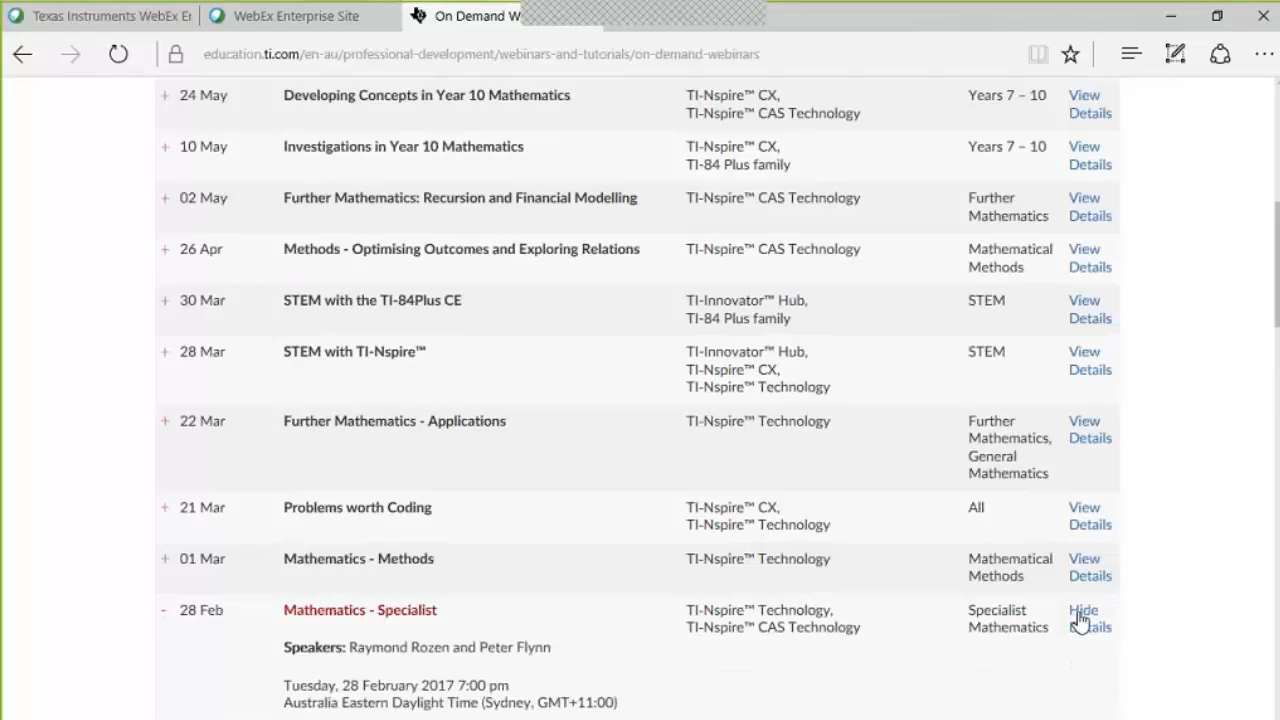 Texas Instruments WebEx
WebEx Enterprise Site
On Demand W
education.ti.com/en-au/professional-development/webinars-and-tutorials/on-demand-webinars
+ 24 May Developing Concepts in Year 10 Mathematics TI-Nspire™ CX, Years 7 – 10 View
TI-Nspire™ CAS Technology Details
+ 10 May Investigations in Year 10 Mathematics TI-Nspire™ CX, Years 7 – 10 View
TI-84 Plus family Details
+ 02 May Further Mathematics: Recursion and Financial Modelling TI-Nspire™ CAS Technology Further View
Mathematics Details
+ 26 Apr Methods - Optimising Outcomes and Exploring Relations TI-Nspire™ CAS Technology Mathematical View
Methods Details
+ 30 Mar STEM with the TI-84Plus CE TI-Innovator™ Hub, STEM View
TI-84 Plus family Details
+ 28 Mar STEM with TI-Nspire™ TI-Innovator™ Hub, STEM View
TI-Nspire™ CX, Details
TI-Nspire™ Technology
+ 22 Mar Further Mathematics - Applications TI-Nspire™ Technology Further View
Mathematics, Details
General
Mathematics
+ 21 Mar Problems worth Coding TI-Nspire™ CX, All View
TI-Nspire™ Technology Details
+ 01 Mar Mathematics - Methods TI-Nspire™ Technology Mathematical View
Methods Details
- 28 Feb Mathematics - Specialist TI-Nspire™ Technology, Specialist Hide
TI-Nspire™ CAS Technology Mathematics Details
Speakers: Raymond Rozen and Peter Flynn
Tuesday, 28 February 2017 7:00 pm
Australia Eastern Daylight Time (Sydney, GMT+11:00)